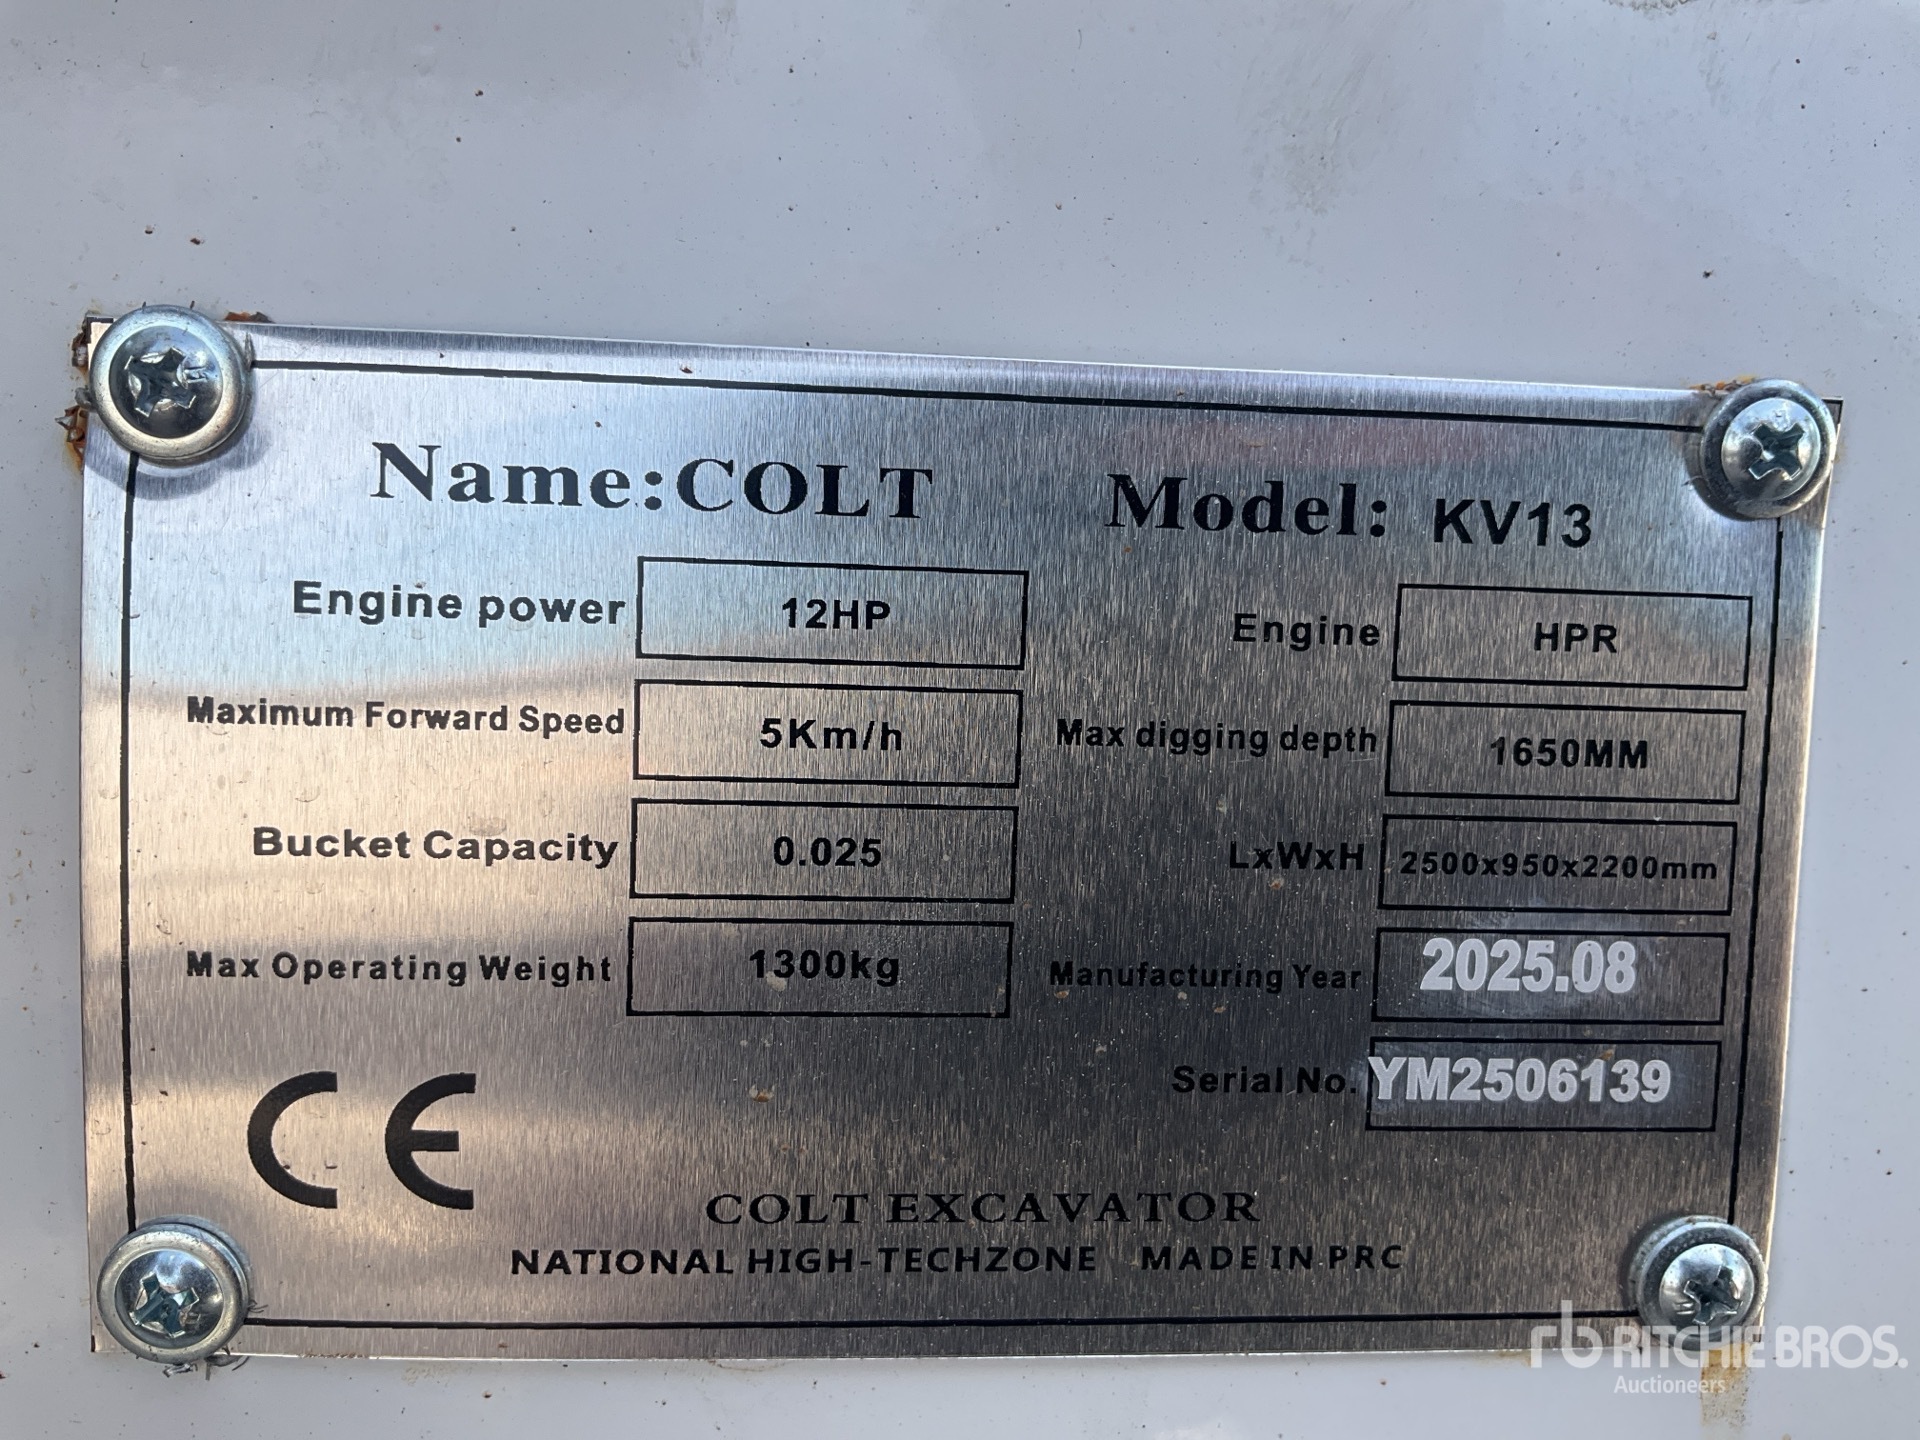 Name:COLT Model: KV13
Engine power 12HP Engine HPR
Maximum Forward Speed 5Km/h Max digging depth 1650MM
Bucket Capacity 0.025 LxWxH 2500x950x2200mm
Max Operating Weight 1300kg Manufacturing Year 2025.08
Serial No. YM2506139
CE
COLT EXCAVATOR
NATIONAL HIGH-TECHZONE MADE IN PRC
rb RITCHIE BROS.
Auctioneers